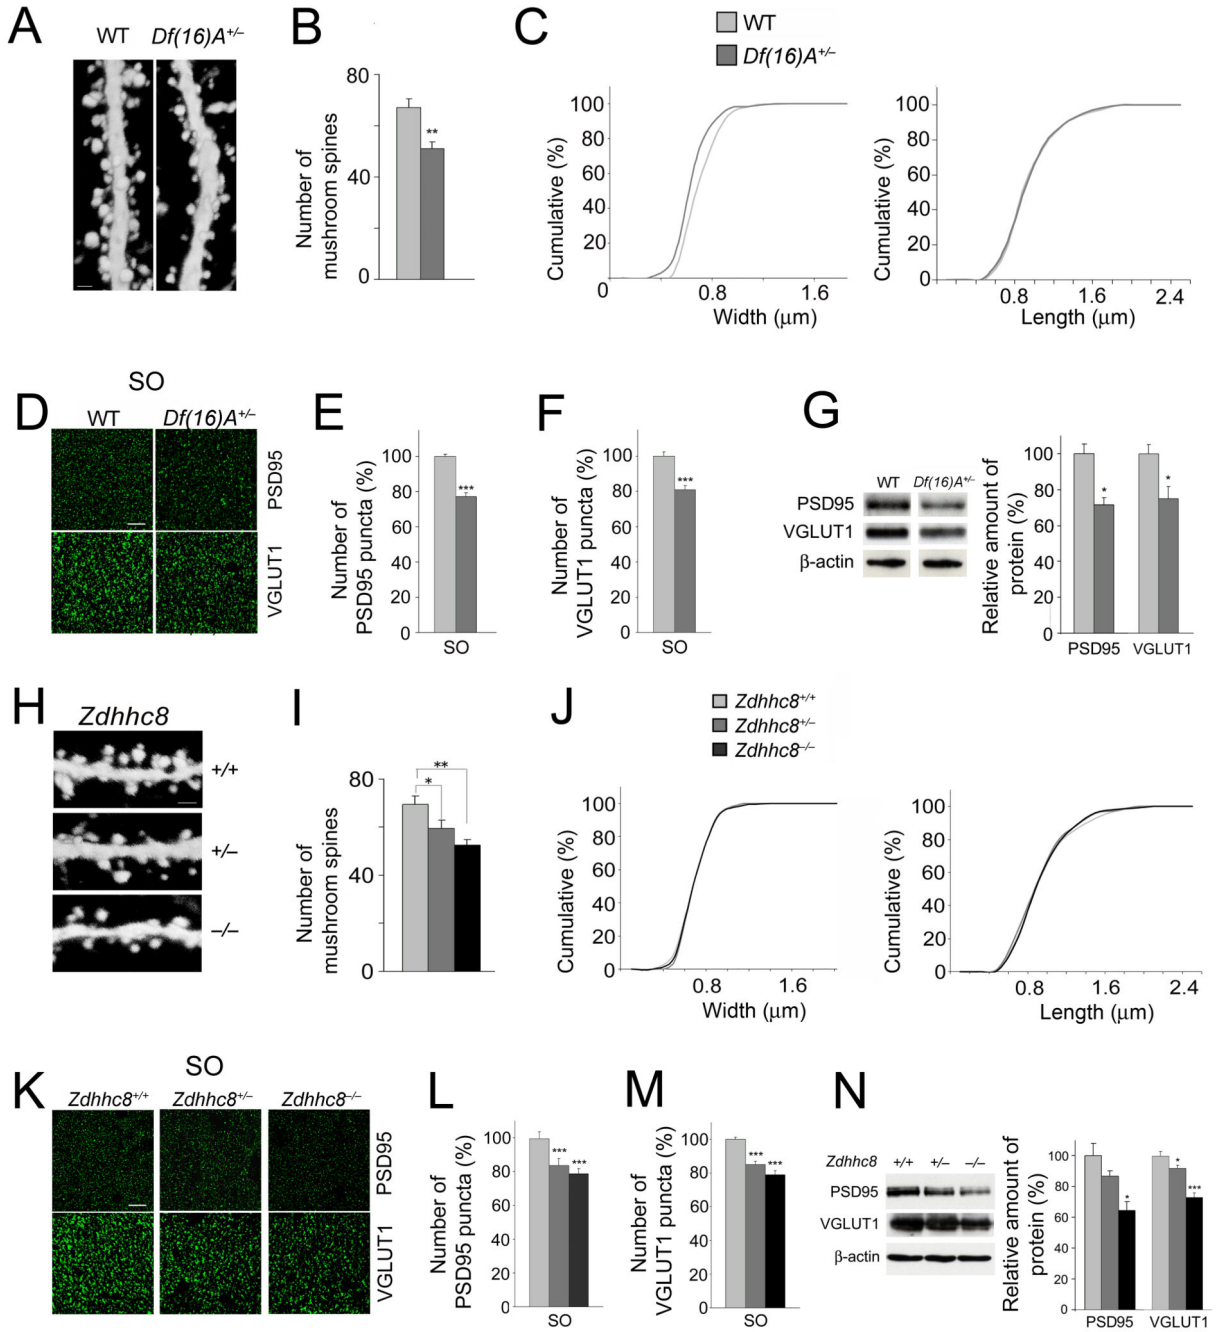 A
WT
Df(16)A+/–
B
Number of
mushroom spines
80
40
0
**
C
WT
Df(16)A+/–
Cumulative (%)
100
80
60
40
20
0
0.8
1.6
Width (μm)
Cumulative (%)
100
80
60
40
20
0
0.8
1.6
2.4
Length (μm)
SO
D
WT
Df(16)A+/–
PSD95
VGLUT1
E
Number of
PSD95 puncta (%)
100
80
60
40
20
0
***
SO
F
Number of
VGLUT1 puncta (%)
100
80
60
40
20
0
***
SO
G
WT
Df(16)A+/–
PSD95
VGLUT1
β-actin
Relative amount of
protein (%)
100
80
60
40
20
0
*
*
PSD95
VGLUT1
H
Zdhhc8
+/+
+/–
–/–
I
Number of
mushroom spines
80
40
0
**
*
J
Zdhhc8+/+
Zdhhc8+/–
Zdhhc8–/–
Cumulative (%)
100
80
60
40
20
0
0.8
1.6
Width (μm)
Cumulative (%)
100
80
60
40
20
0
0.8
1.6
2.4
Length (μm)
SO
K
Zdhhc8+/+
Zdhhc8+/–
Zdhhc8–/–
PSD95
VGLUT1
L
Number of
PSD95 puncta (%)
100
80
60
40
20
0
***
***
SO
M
Number of
VGLUT1 puncta (%)
100
80
60
40
20
0
***
***
SO
N
Zdhhc8 +/+ +/– –/–
PSD95
VGLUT1
β-actin
Relative amount of
protein (%)
100
80
60
40
20
0
*
*
***
PSD95
VGLUT1